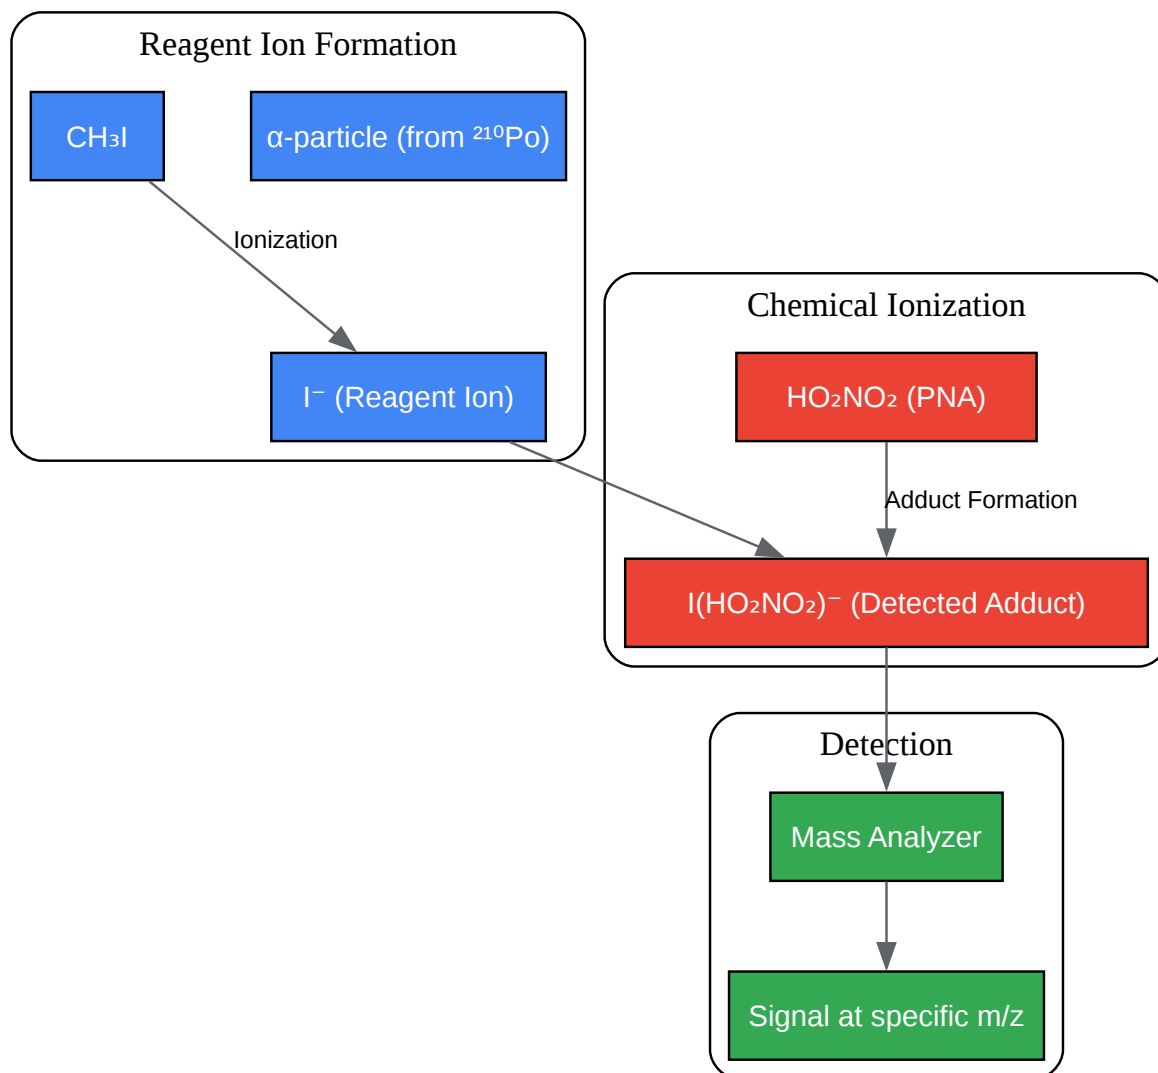 Reagent Ion Formation
CH₃I
α-particle (from ²¹⁰Po)
Ionization
I⁻ (Reagent Ion)
Chemical Ionization
HO₂NO₂ (PNA)
Adduct Formation
I(HO₂NO₂)⁻ (Detected Adduct)
Detection
Mass Analyzer
Signal at specific m/z